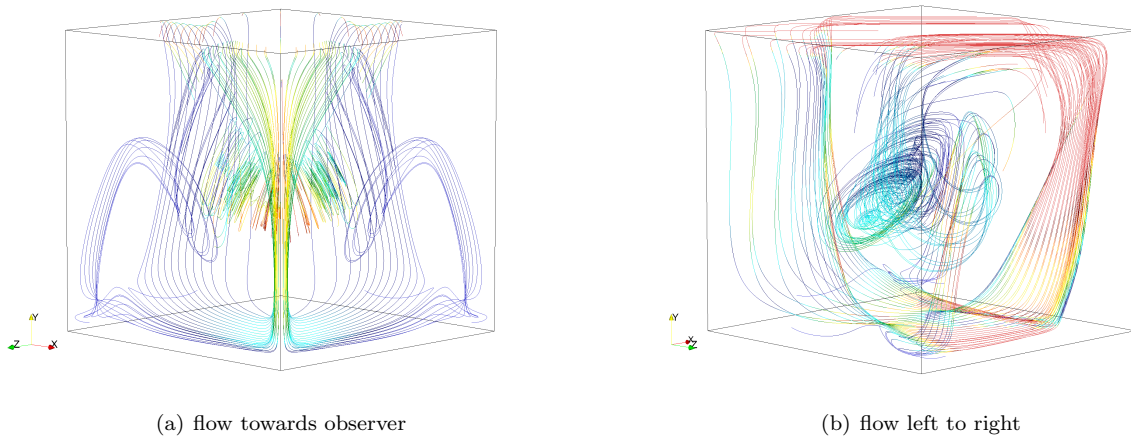 Y
Z
X
Y
X
Z
(a) flow towards observer
(b) flow left to right